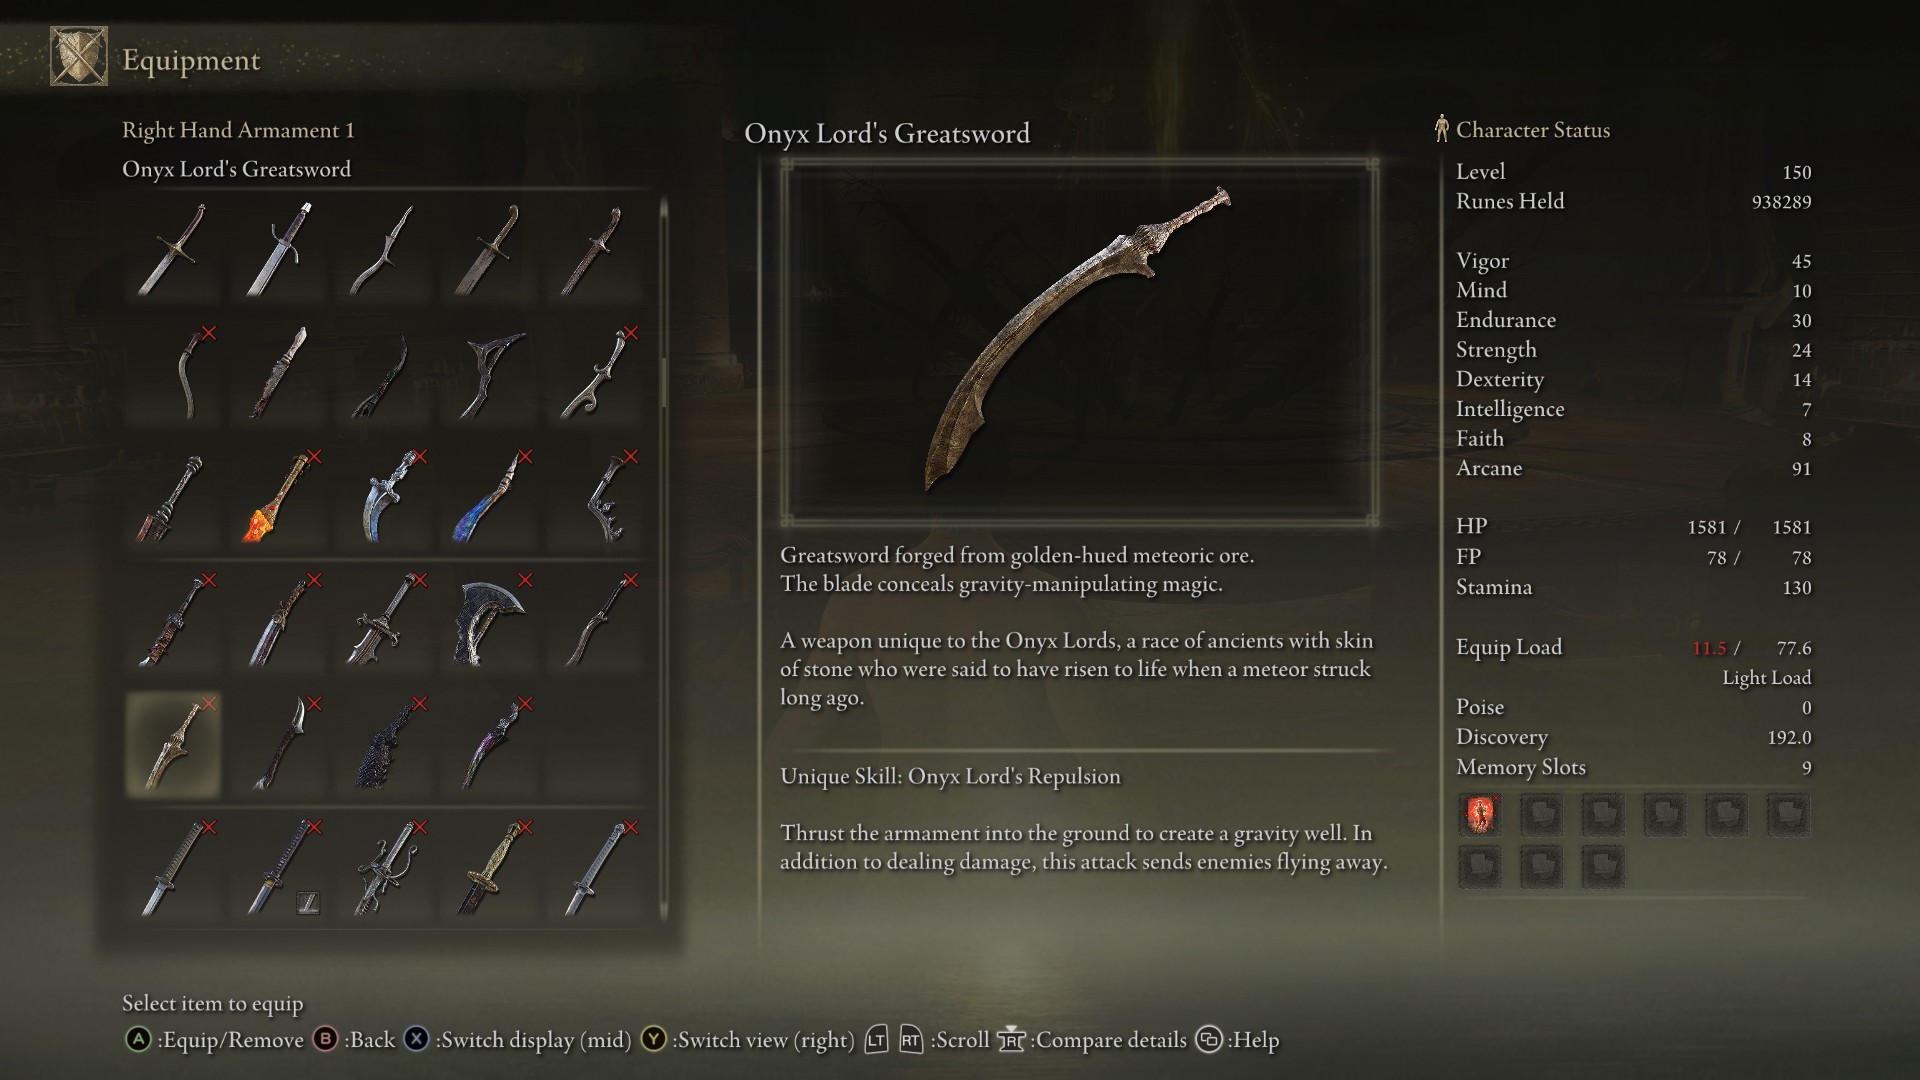 Equipment
Right Hand Armament 1
Onyx Lord's Greatsword
Onyx Lord's Greatsword
Greatsword forged from golden-hued meteoric ore.
The blade conceals gravity-manipulating magic.
A weapon unique to the Onyx Lords, a race of ancients with skin
of stone who were said to have risen to life when a meteor struck
long ago.
Unique Skill: Onyx Lord's Repulsion
Thrust the armament into the ground to create a gravity well. In
addition to dealing damage, this attack sends enemies flying away.
Character Status
Level 150
Runes Held 938289
Vigor 45
Mind 10
Endurance 30
Strength 24
Dexterity 14
Intelligence 7
Faith 8
Arcane 91
HP 1581 / 1581
FP 78 / 78
Stamina 130
Equip Load 11.5 / 77.6
Light Load
Poise 0
Discovery 192.0
Memory Slots 9
Select item to equip
A :Equip/Remove B :Back X :Switch display (mid) Y :Switch view (right) LT RT :Scroll R :Compare details :Help